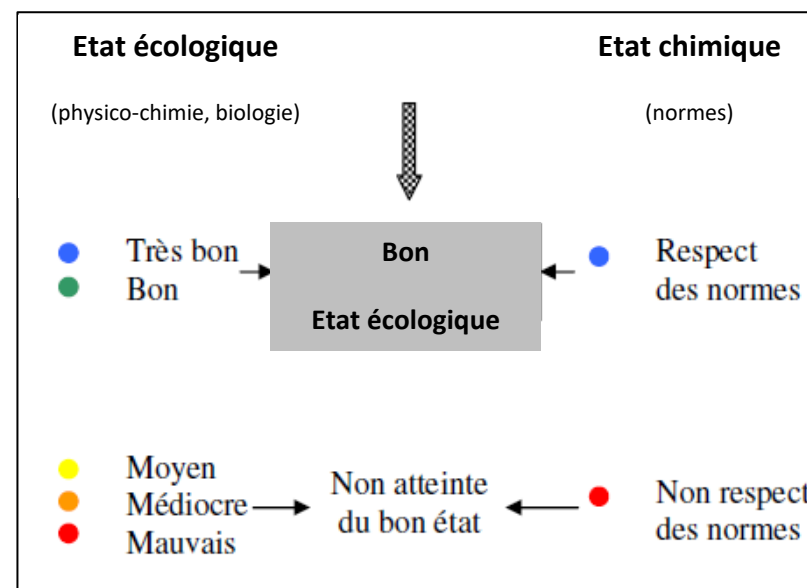 Etat écologique
Etat chimique
(physico-chimie, biologie)
(normes)
Très bon
Bon
Bon
Etat écologique
Respect
des normes
Moyen
Médiocre
Mauvais
Non atteinte
du bon état
Non respect
des normes